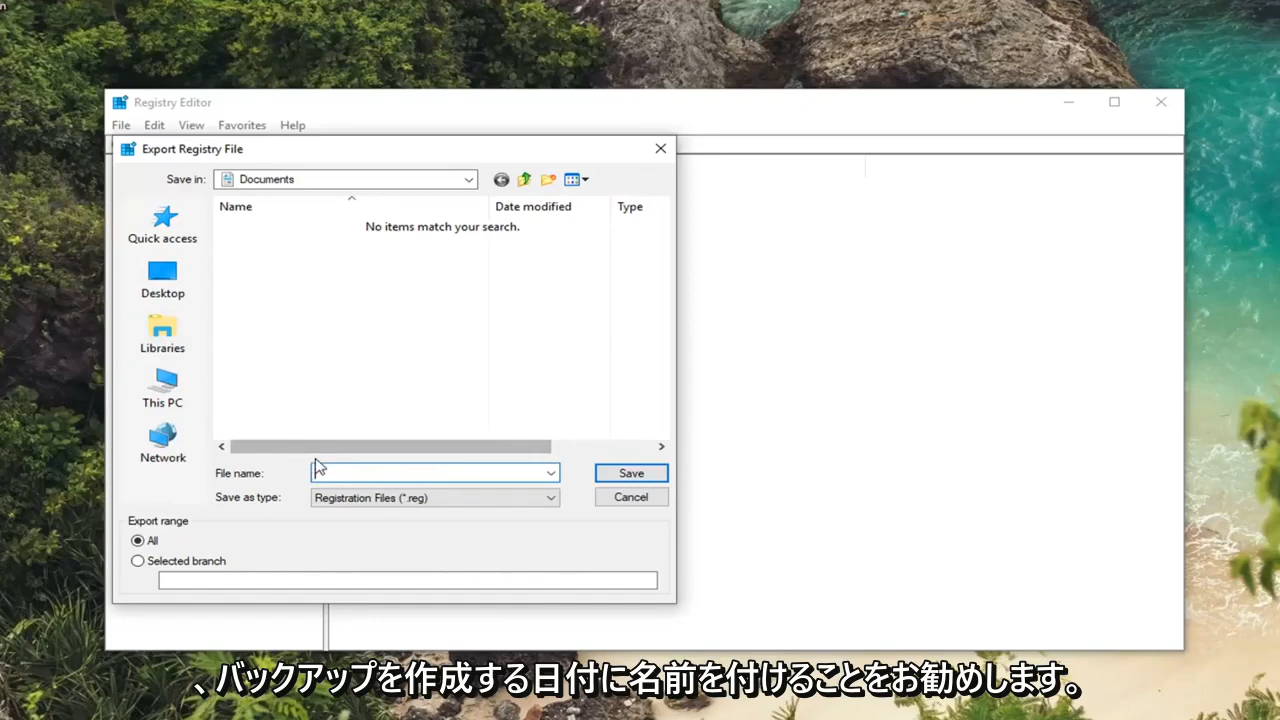 n
Registry Editor
File Edit View Favorites Help
Export Registry File
Save in: Documents
Name Date modified Type
No items match your search.
Quick access
Desktop
Libraries
This PC
Network
File name: Save
Save as type: Registration Files (*.reg) Cancel
Export range
All
Selected branch
、バックアップを作成する日付に名前を付けることをお勧めします。